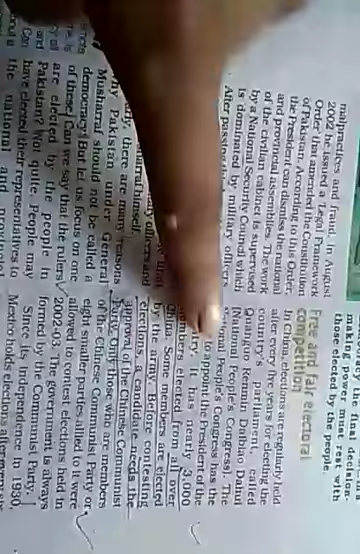 malpractices and fraud. In August
2002 he issued a Legal Framework
Order that amended the Constitution
of Pakistan. According to this Order,
the President can dismiss the national
and provincial assemblies. The work
of the civilian cabinet is supervised
by a National Security Council which
is dominated by military officers
After passing
officers and
himself.
there are many reasons
Pakistan under General
Musharraf should not be called a
democracy! But let us focus on one
of these: Can we say that the rulers
are elected by the people in
Pakistan? Not quite. People may
have elected their representatives to
the national and provincial
the final decision-
making power must rest with
those elected by the people.
Free and fair electoral
competition
In China, elections are regularly held
after every five years for electing the
country's parliament, called
Quanguo Renmin Daibiao Dahui
(National People's Congress). The
People's Congress has the
appoint the President of the
It has nearly 3,000
members elected from all over
Some members are elected
by the army. Before contesting
elections, a candidate needs the
approval of the Chinese Communist
Party. Only those who are members
of the Chinese Communist Party or
eight smaller parties allied to it were
allowed to contest elections held in
2002-03. The government is always
formed by the Communist Party.
Since its independence in 1930,
Mexico holds elections after every six